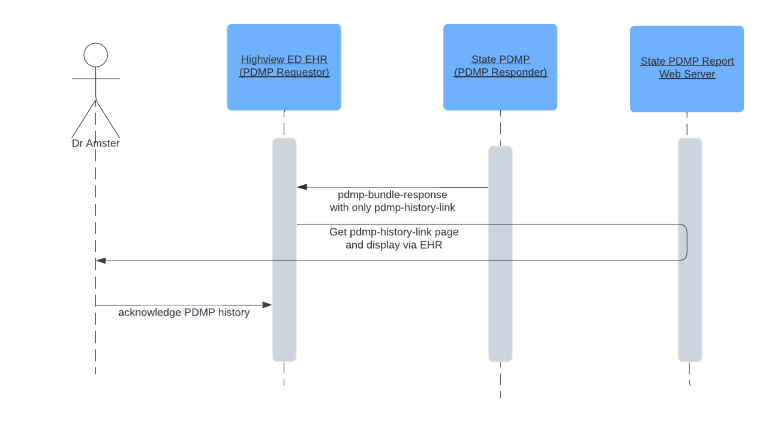 Highview ED EHR
(PDMP Requestor)
State PDMP
(PDMP Responder)
State PDMP Report
Web Server
Dr Amster
pdmp-bundle-response
with only pdmp-history-link
Get pdmp-history-link page
and display via EHR
acknowledge PDMP history